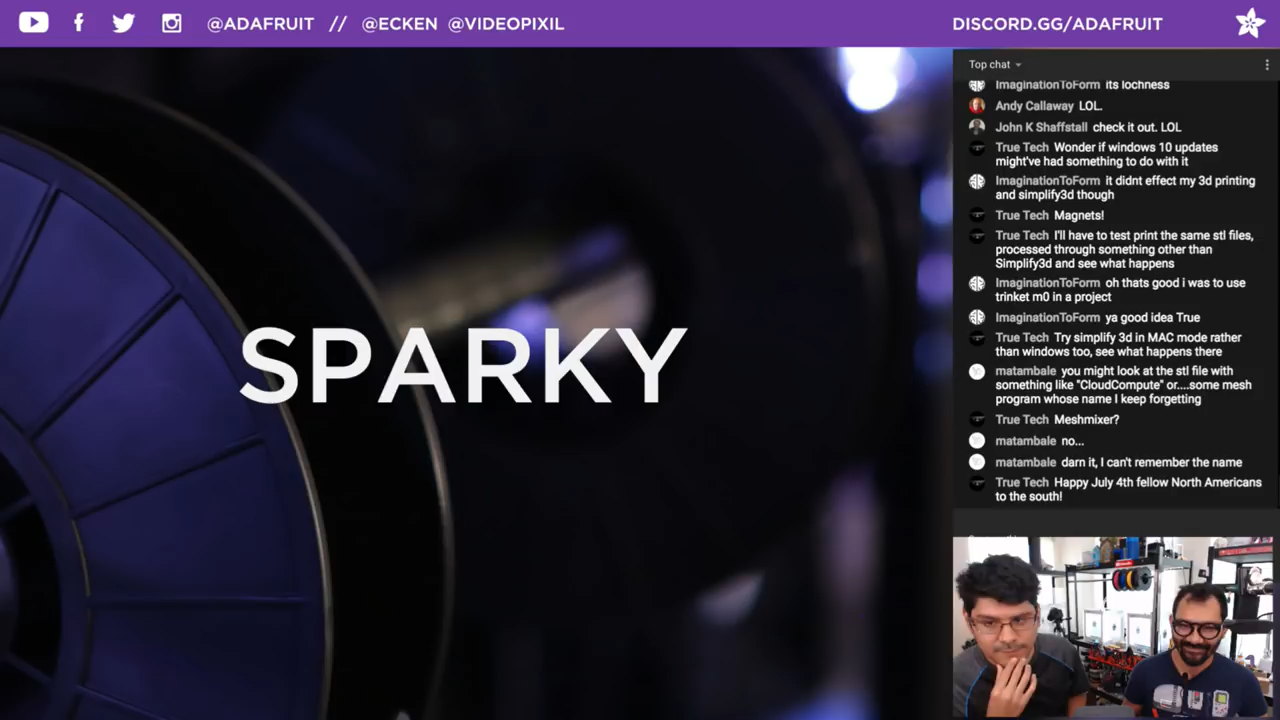 @ADAFRUIT // @ECKEN @VIDEOPIXIL
DISCORD.GG/ADAFRUIT
Top chat
ImaginationToForm its lochness
Andy Callaway LOL.
John K Shaffstall check it out. LOL
True Tech Wonder if windows 10 updates
might've had something to do with it
ImaginationToForm it didnt effect my 3d printing
and simplify3d though
True Tech Magnets!
True Tech I'll have to test print the same stl files,
processed through something other than
Simplify3d and see what happens
ImaginationToForm oh thats good i was to use
trinket m0 in a project
ImaginationToForm ya good idea True
True Tech Try simplify 3d in MAC mode rather
than windows too, see what happens there
matambale you might look at the stl file with
something like "CloudCompute" or....some mesh
program whose name I keep forgetting
True Tech Meshmixer?
matambale no...
matambale darn it, I can't remember the name
True Tech Happy July 4th fellow North Americans
to the south!
SPARKY